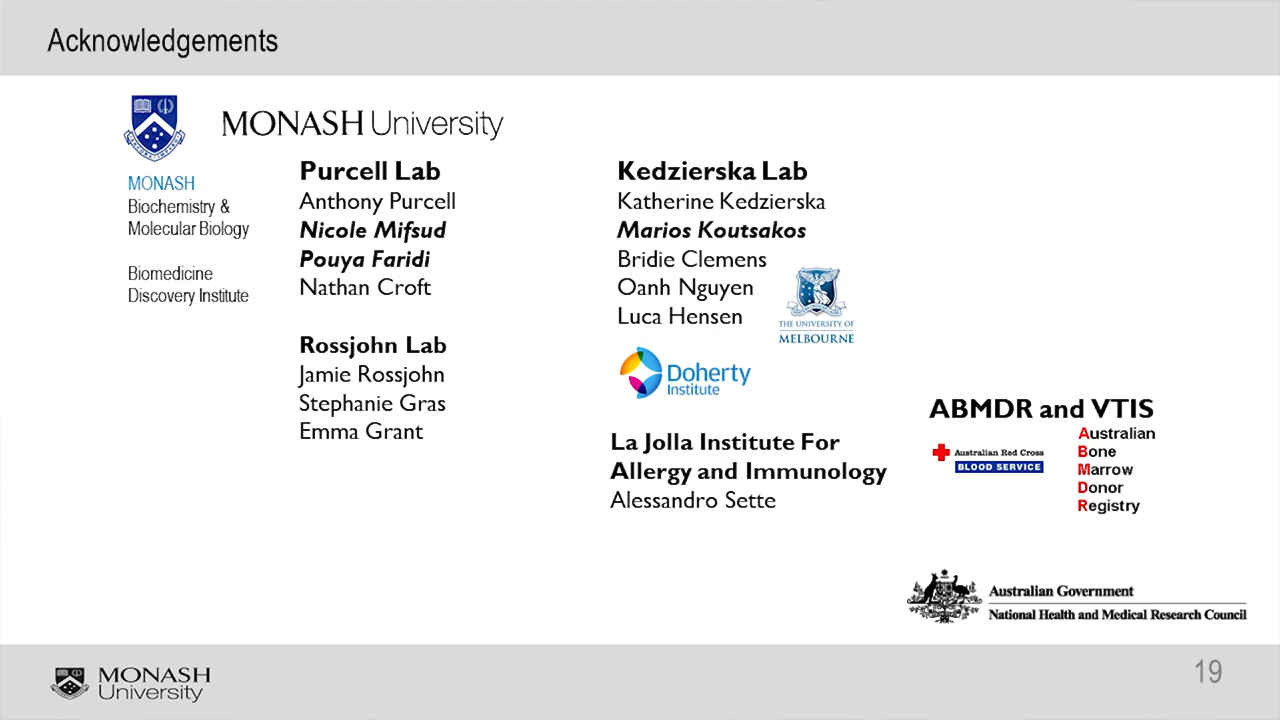 Acknowledgements
MONASH University
MONASH
Biochemistry &
Molecular Biology
Biomedicine
Discovery Institute
Purcell Lab
Anthony Purcell
Nicole Mifsud
Pouya Faridi
Nathan Croft
Rossjohn Lab
Jamie Rossjohn
Stephanie Gras
Emma Grant
Kedzierska Lab
Katherine Kedzierska
Marios Koutsakos
Bridie Clemens
Oanh Nguyen
Luca Hensen
THE UNIVERSITY OF
MELBOURNE
Doherty
Institute
La Jolla Institute For
Allergy and Immunology
Alessandro Sette
ABMDR and VTIS
Australian Red Cross
BLOOD SERVICE
Australian
Bone
Marrow
Donor
Registry
Australian Government
National Health and Medical Research Council
MONASH
University
19